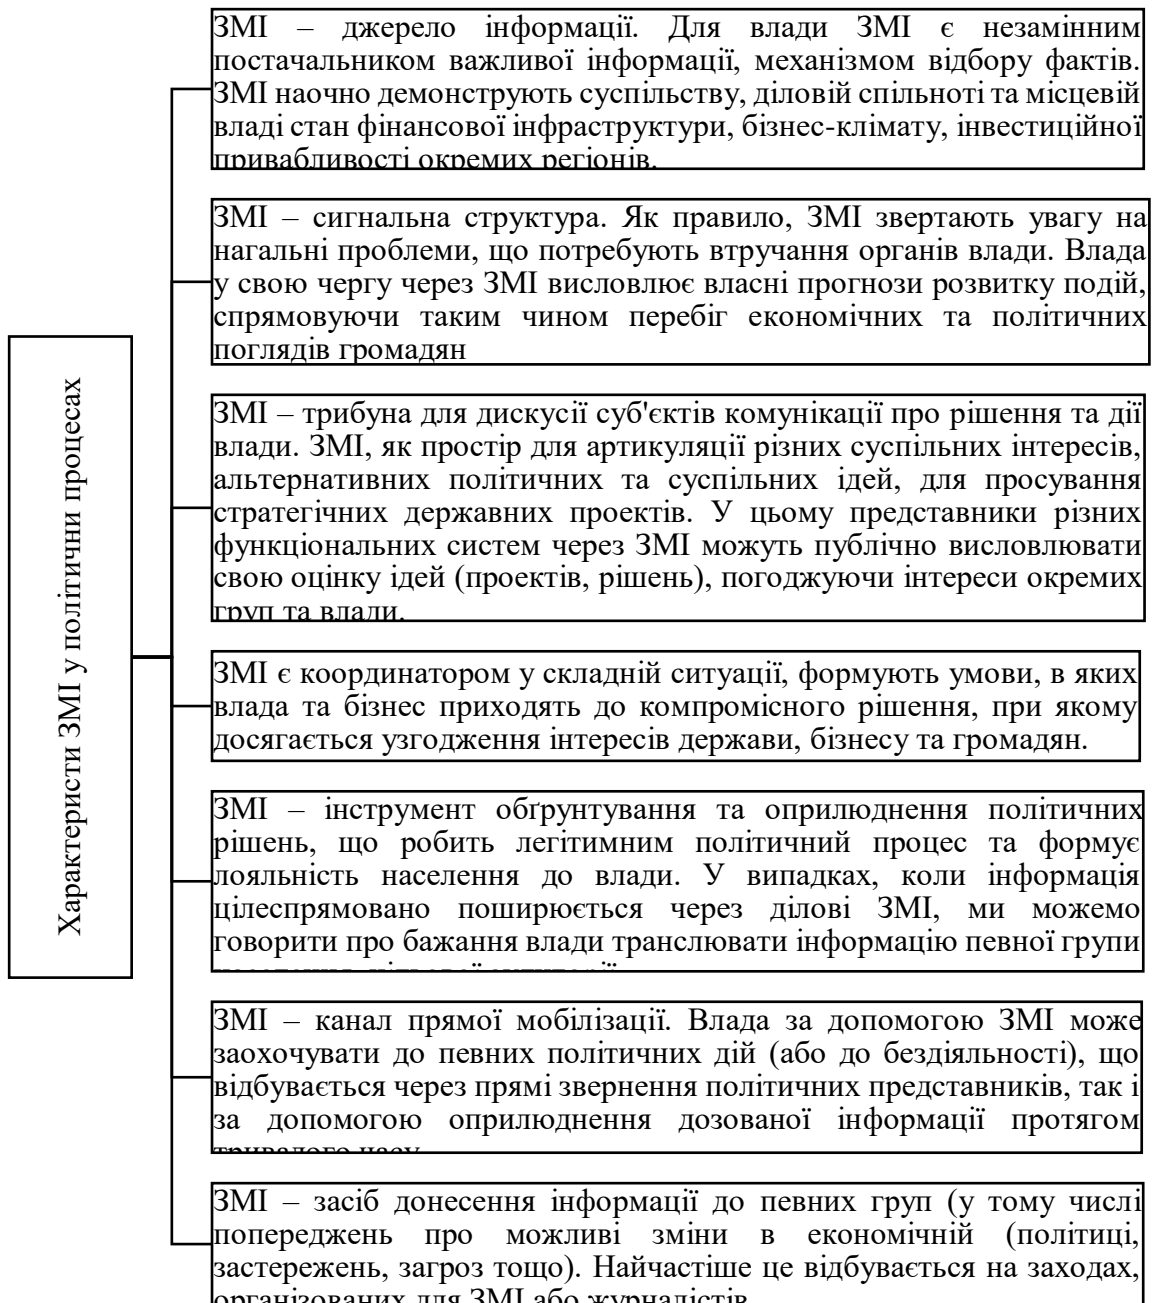 Характеристи ЗМІ у політични процесах
ЗМІ – джерело інформації. Для влади ЗМІ є незамінним
постачальником важливої інформації, механізмом відбору фактів.
ЗМІ наочно демонструють суспільству, діловій спільноті та місцевій
владі стан фінансової інфраструктури, бізнес-клімату, інвестиційної
привабливості окремих регіонів.
ЗМІ – сигнальна структура. Як правило, ЗМІ звертають увагу на
нагальні проблеми, що потребують втручання органів влади. Влада
у свою чергу через ЗМІ висловлює власні прогнози розвитку подій,
спрямовуючи таким чином перебіг економічних та політичних
поглядів громадян
ЗМІ – трибуна для дискусії суб'єктів комунікації про рішення та дії
влади. ЗМІ, як простір для артикуляції різних суспільних інтересів,
альтернативних політичних та суспільних ідей, для просування
стратегічних державних проектів. У цьому представники різних
функціональних систем через ЗМІ можуть публічно висловлювати
свою оцінку ідей (проектів, рішень), погоджуючи інтереси окремих
груп та влади.
ЗМІ є координатором у складній ситуації, формують умови, в яких
влада та бізнес приходять до компромісного рішення, при якому
досягається узгодження інтересів держави, бізнесу та громадян.
ЗМІ – інструмент обґрунтування та оприлюднення політичних
рішень, що робить легітимним політичний процес та формує
лояльність населення до влади. У випадках, коли інформація
цілеспрямовано поширюється через ділові ЗМІ, ми можемо
говорити про бажання влади транслювати інформацію певної групи
ЗМІ – канал прямої мобілізації. Влада за допомогою ЗМІ може
заохочувати до певних політичних дій (або до бездіяльності), що
відбувається через прямі звернення політичних представників, так і
за допомогою оприлюднення дозованої інформації протягом
тривалого часу
ЗМІ – засіб донесення інформації до певних груп (у тому числі
попереджень про можливі зміни в економічній (політиці,
застережень, загроз тощо). Найчастіше це відбувається на заходах,
організованих для ЗМІ або журналістів